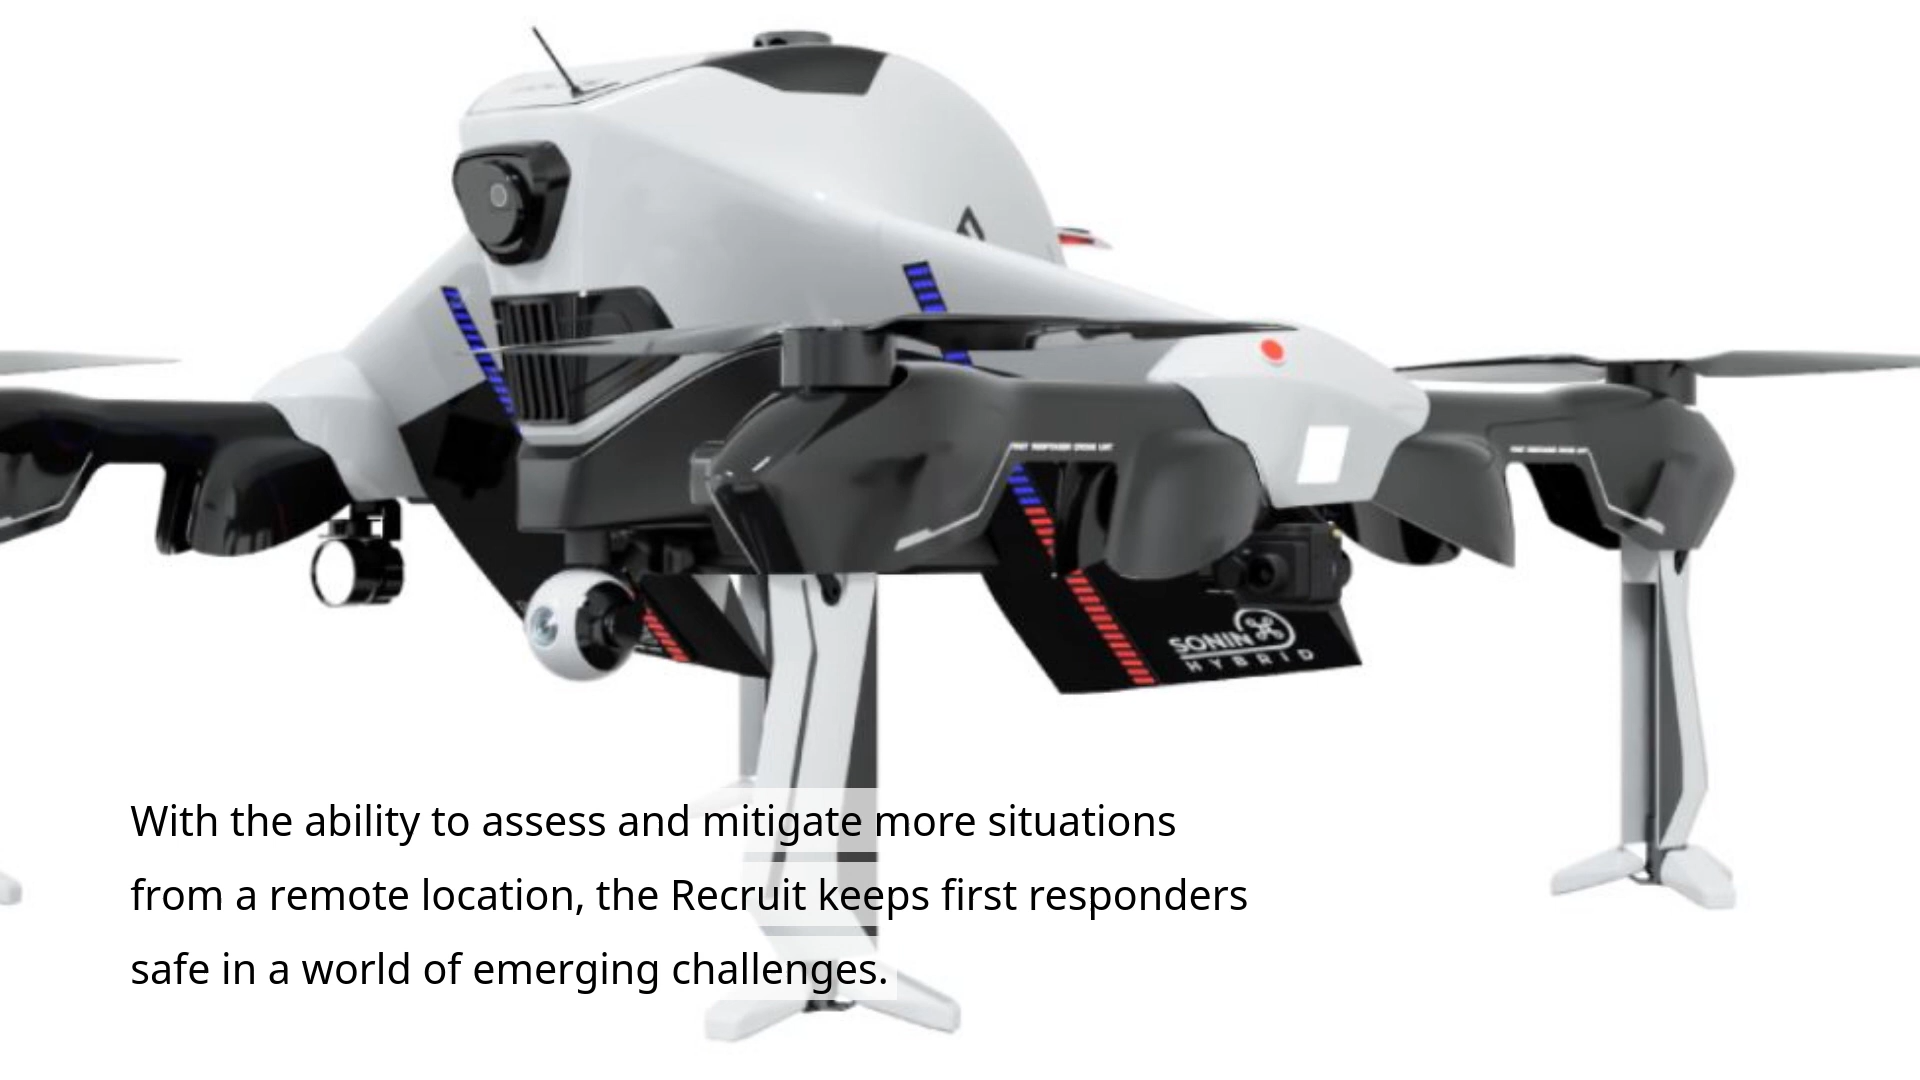 SONIN
HYBRID
With the ability to assess and mitigate more situations
from a remote location, the Recruit keeps first responders
safe in a world of emerging challenges.